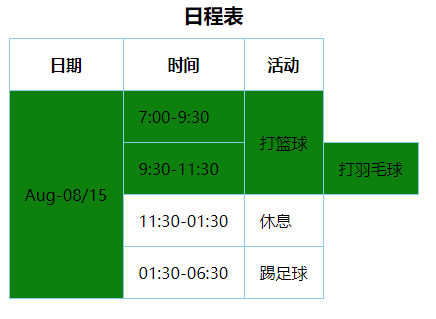 日程表
日期 时间 活动
7:00-9:30
打篮球
9:30-11:30 打羽毛球
Aug-08/15
11:30-01:30 休息
01:30-06:30 踢足球